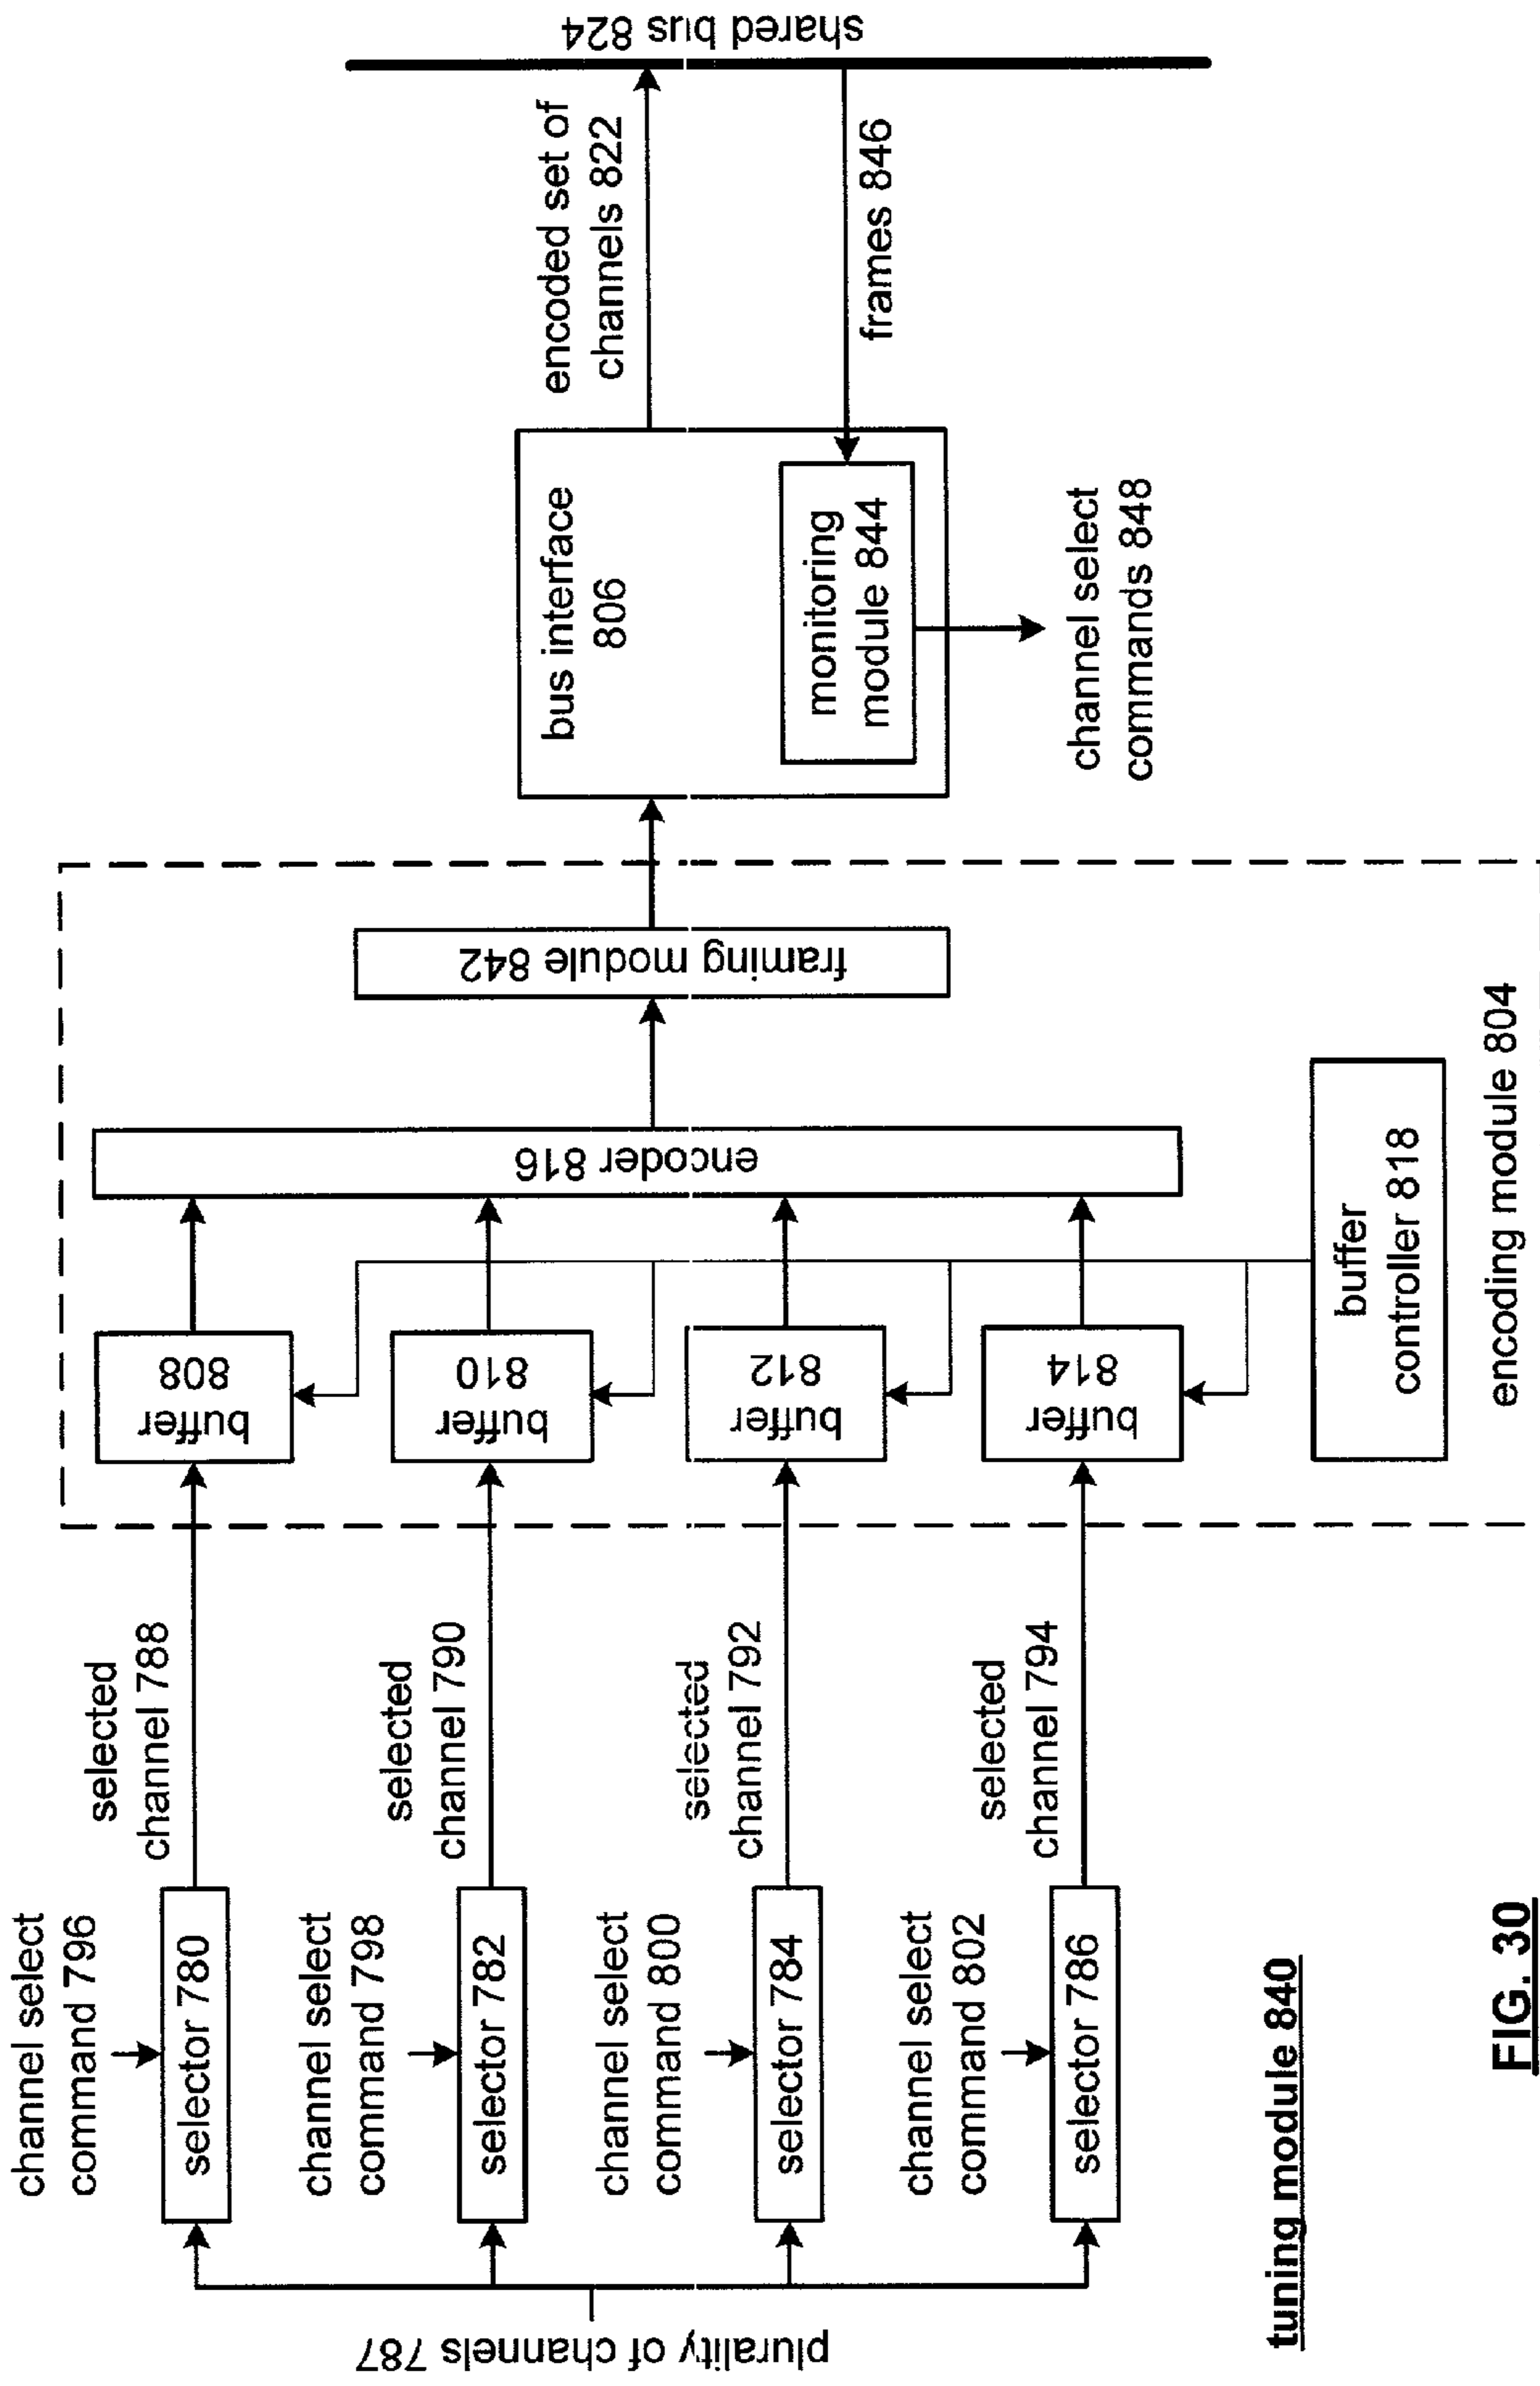 channel select
command 796
selector 780
channel select
command 798
selector 782
channel select
command 800
selector 784
channel select
command 802
selector 786
plurality of channels 787
selected
channel 788
selected
channel 790
selected
channel 792
selected
channel 794
buffer
808
buffer
810
buffer
812
buffer
814
encoder 816
buffer
controller 818
framing module 842
encoding module 804
bus interface
806
monitoring
module 844
channel select
commands 848
encoded set of
channels 822
frames 846
shared bus 824
tuning module 840
FIG. 30